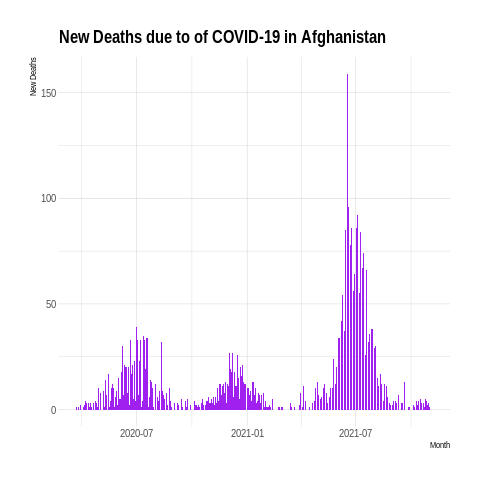 New Deaths due to of COVID-19 in Afghanistan
New Deaths
150
100
50
0
2020-07 2021-01 2021-07
Month